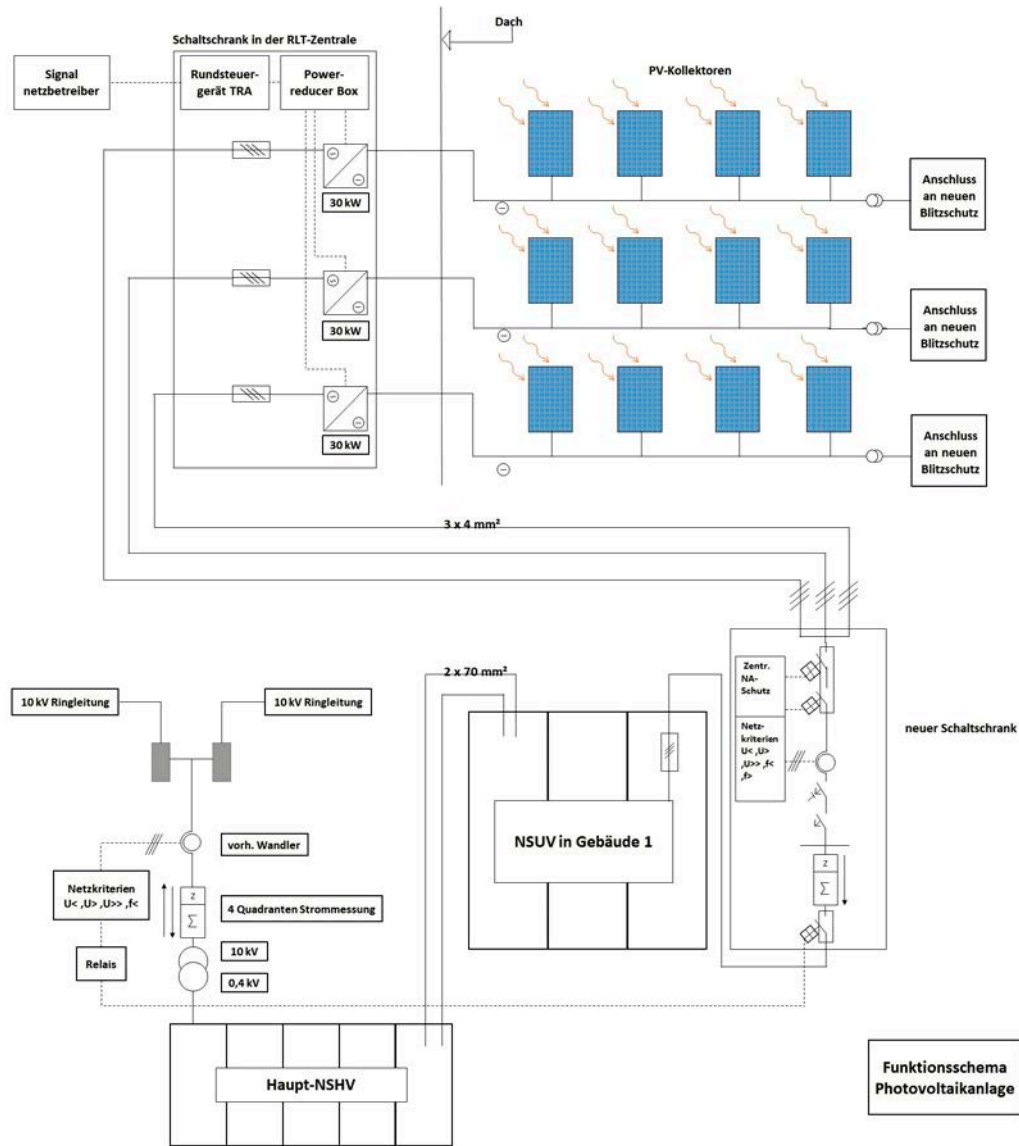 Dach
Schaltschrank in der RLT-Zentrale
Signal
netzbetreiber
Rundsteuer-
gerät TRA
Power-
reducer Box
PV-Kollektoren
30 kW
Anschluss
an neuen
Blitzschutz
30 kW
Anschluss
an neuen
Blitzschutz
30 kW
Anschluss
an neuen
Blitzschutz
3 x 4 mm²
2 x 70 mm²
Zentr.
NA-
Schutz
Netz-
kriterien
U< ,U>
,U>> ,f<
,f>
neuer Schaltschrank
10 kV Ringleitung
10 kV Ringleitung
NSUV in Gebäude 1
vorh. Wandler
Netzkriterien
U< ,U> ,U>> ,f<
Z
Σ
4 Quadranten Strommessung
Z
Σ
Relais
10 kV
0,4 kV
Haupt-NSHV
Funktionsschema
Photovoltaikanlage